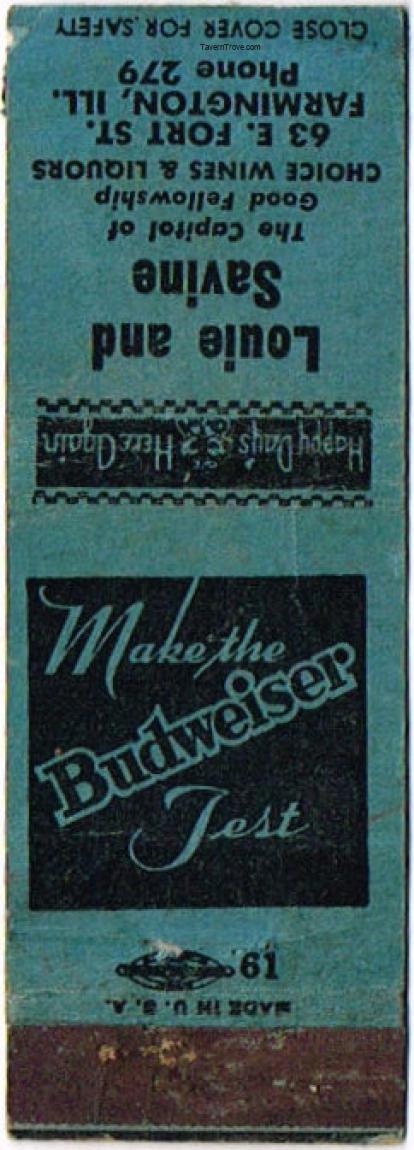 CLOSE COVER FOR SAFETY
TavernTrove.com
Phone 279
FARMINGTON, ILL.
63 E. FORT ST.
CHOICE WINES & LIQUORS
Good Fellowship
The Capitol of
Savine
Louie and
Happy Days Here Again
Make the
Budweiser
Test
19
MADE IN U. S. A.